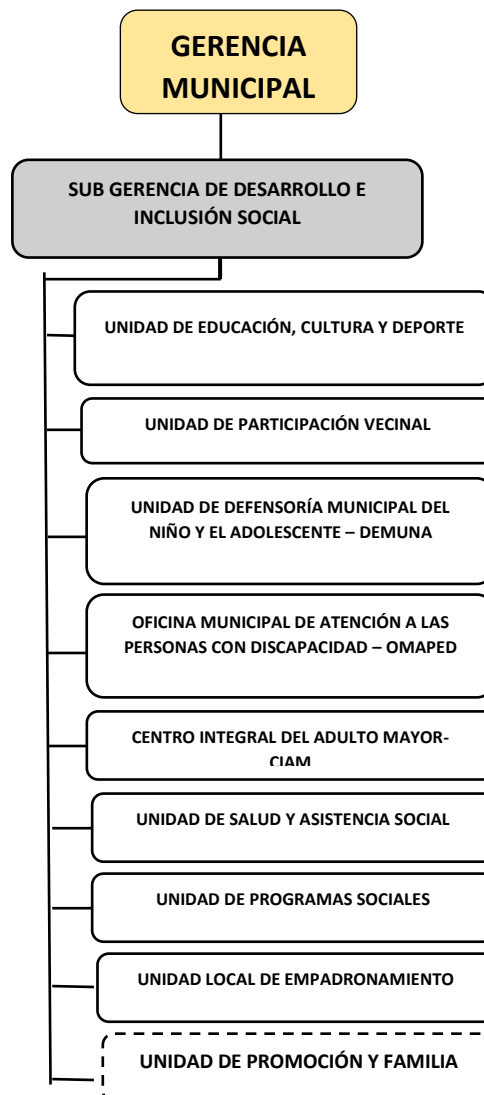 GERENCIA
MUNICIPAL
SUB GERENCIA DE DESARROLLO E
INCLUSIÓN SOCIAL
UNIDAD DE EDUCACIÓN, CULTURA Y DEPORTE
UNIDAD DE PARTICIPACIÓN VECINAL
UNIDAD DE DEFENSORÍA MUNICIPAL DEL
NIÑO Y EL ADOLESCENTE – DEMUNA
OFICINA MUNICIPAL DE ATENCIÓN A LAS
PERSONAS CON DISCAPACIDAD – OMAPED
CENTRO INTEGRAL DEL ADULTO MAYOR-
CIAM
UNIDAD DE SALUD Y ASISTENCIA SOCIAL
UNIDAD DE PROGRAMAS SOCIALES
UNIDAD LOCAL DE EMPADRONAMIENTO
UNIDAD DE PROMOCIÓN Y FAMILIA